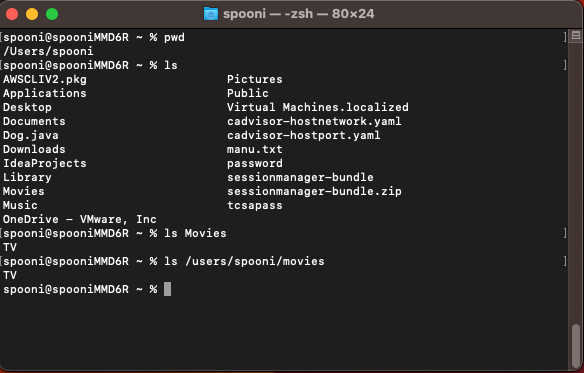 spooni — -zsh — 80×24
[spooni@spooniMMD6R ~ % pwd ]
/Users/spooni
[spooni@spooniMMD6R ~ % ls ]
AWSCLIV2.pkg Pictures
Applications Public
Desktop Virtual Machines.localized
Documents cadvisor-hostnetwork.yaml
Dog.java cadvisor-hostport.yaml
Downloads manu.txt
IdeaProjects password
Library sessionmanager-bundle
Movies sessionmanager-bundle.zip
Music tcsapass
OneDrive - VMware, Inc
[spooni@spooniMMD6R ~ % ls Movies ]
TV
[spooni@spooniMMD6R ~ % ls /users/spooni/movies ]
TV
spooni@spooniMMD6R ~ %